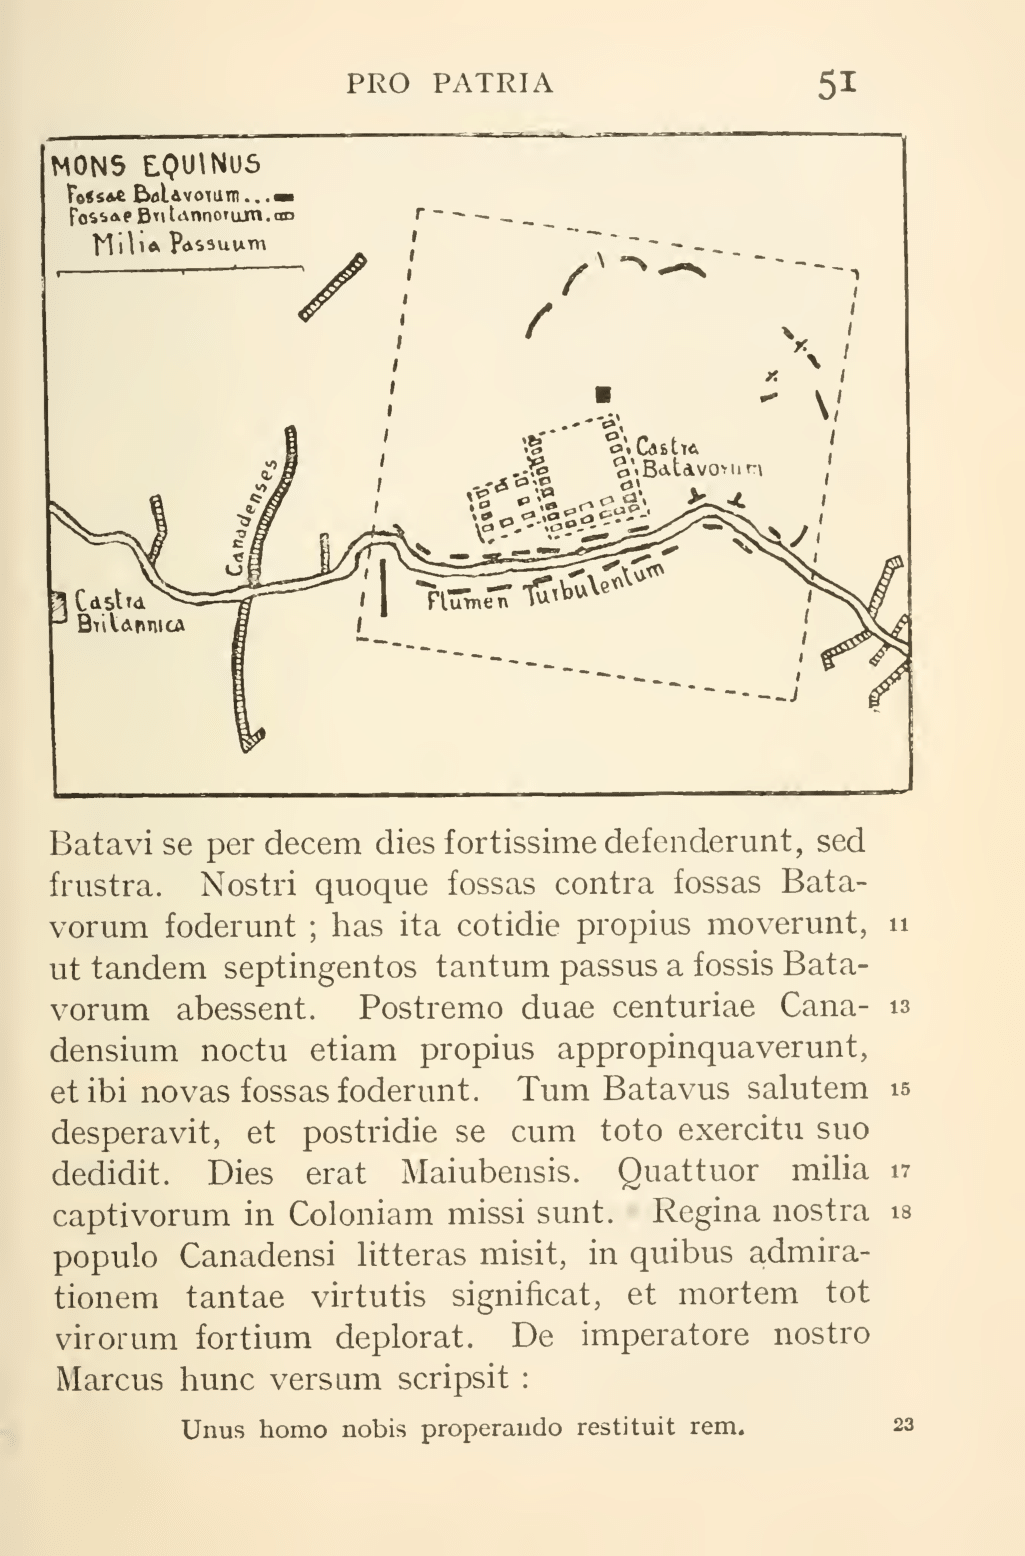 PRO PATRIA 51
MONS EQUINUS
Fossae Batavorum...
Fossae Britannorum.
Milia Passuum
Canadenses
Castra
Batavorum
Castra
Britannica
Flumen Turbulentum
Batavi se per decem dies fortissime defenderunt, sed
frustra. Nostri quoque fossas contra fossas Bata-
vorum foderunt ; has ita cotidie propius moverunt, 11
ut tandem septingentos tantum passus a fossis Bata-
vorum abessent. Postremo duae centuriae Cana- 13
densium noctu etiam propius appropinquaverunt,
et ibi novas fossas foderunt. Tum Batavus salutem 15
desperavit, et postridie se cum toto exercitu suo
dedidit. Dies erat Maiubensis. Quattuor milia 17
captivorum in Coloniam missi sunt. Regina nostra 18
populo Canadensi litteras misit, in quibus admira-
tionem tantae virtutis significat, et mortem tot
virorum fortium deplorat. De imperatore nostro
Marcus hunc versum scripsit :
Unus homo nobis properando restituit rem. 23